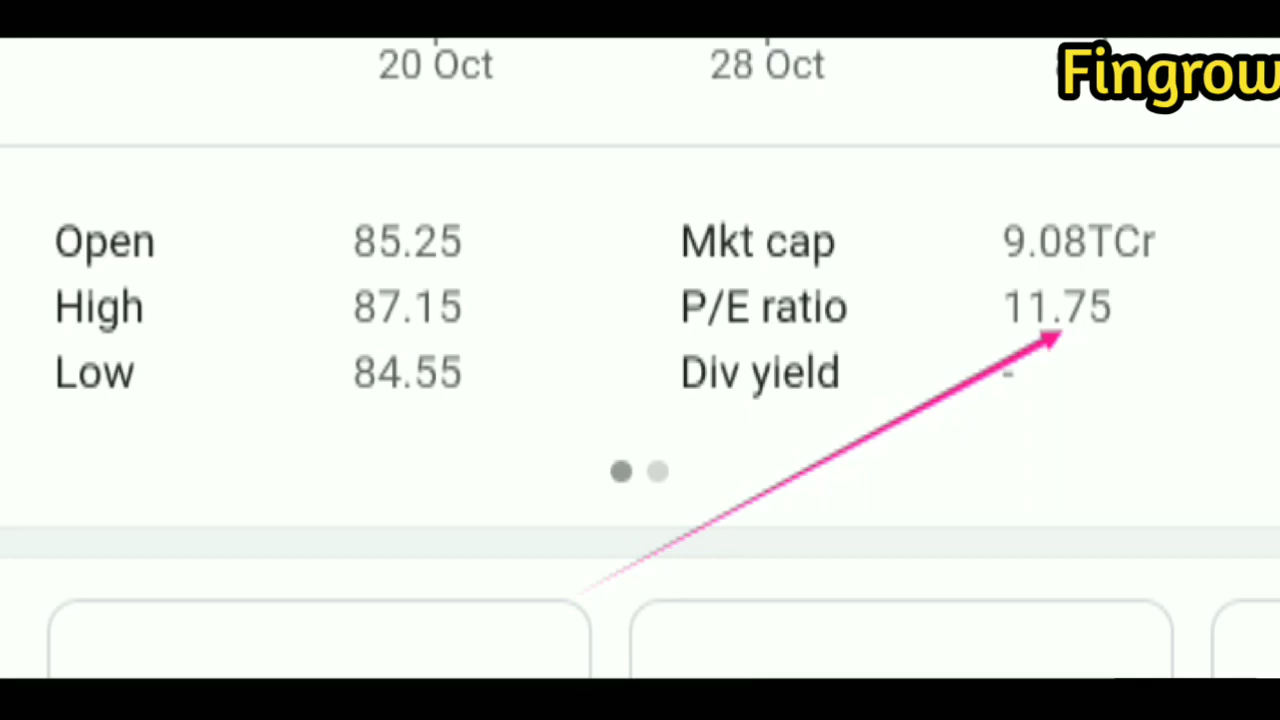 20 Oct 28 Oct
Fingrow
Open 85.25 Mkt cap 9.08TCr
High 87.15 P/E ratio 11.75
Low 84.55 Div yield -